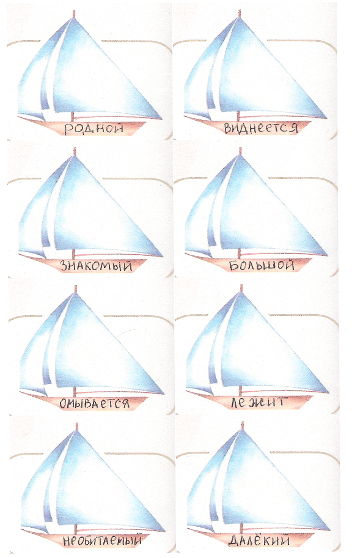 РОДНОЙ
ВИДНЕЕТСЯ
ЗНАКОМЫЙ
БОЛЬШОЙ
ОМЫВАЕТСЯ
ЛЕЖИТ
НЕОБИТАЕМЫЙ
ДАЛЁКИЙ